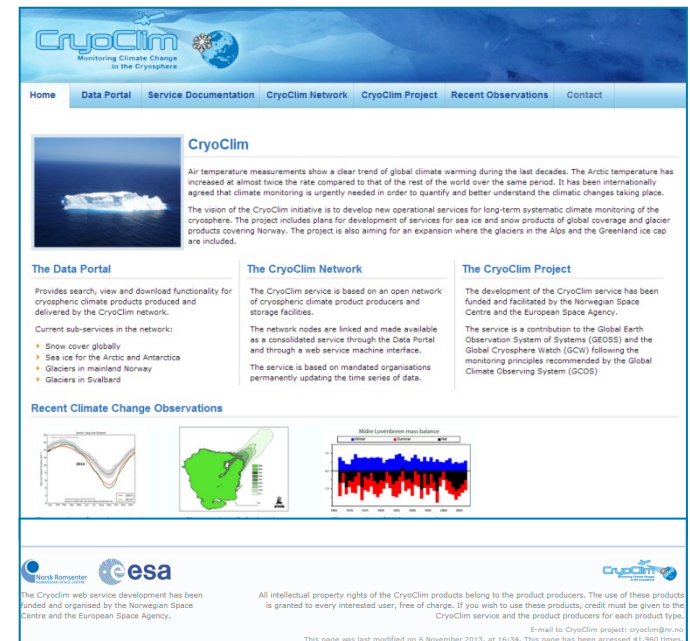 CryoClim
Monitoring Climate Change
in the Cryosphere
Home Data Portal Service Documentation CryoClim Network CryoClim Project Recent Observations Contact
CryoClim
Air temperature measurements show a clear trend of global climate warming during the last decades. The Arctic temperature has
increased at almost twice the rate compared to that of the rest of the world over the same period. It has been internationally
agreed that climate monitoring is urgently needed in order to quantify and better understand the climatic changes taking place.
The vision of the CryoClim initiative is to develop new operational services for long-term systematic climate monitoring of the
cryosphere. The project includes plans for development of services for sea ice and snow products of global coverage and glacier
products covering Norway. The project is also aiming for an expansion where the glaciers in the Alps and the Greenland ice cap
are included.
The Data Portal
Provides search, view and download functionality for
cryospheric climate products produced and
delivered by the CryoClim network.
Current sub-services in the network:
Snow cover globally
Sea ice for the Arctic and Antarctica
Glaciers in mainland Norway
Glaciers in Svalbard
The CryoClim Network
The CryoClim service is based on an open network
of cryospheric climate product producers and
storage facilities.
The network nodes are linked and made available
as a consolidated service through the Data Portal
and through a web service machine interface.
The service is based on mandated organisations
permanently updating the time series of data.
The CryoClim Project
The development of the CryoClim service has been
funded and facilitated by the Norwegian Space
Centre and the European Space Agency.
The service is a contribution to the Global Earth
Observation System of Systems (GEOSS) and the
Global Cryosphere Watch (GCW) following the
monitoring principles recommended by the Global
Climate Observing System (GCOS)
Recent Climate Change Observations
Midre Lovénbreen mass balance
Winter Summer Net
Norsk Romsenter
NORWEGIAN SPACE CENTRE
esa
CryoClim
The Cryoclim web service development has been
funded and organised by the Norwegian Space
Centre and the European Space Agency.
All intellectual property rights of the CryoClim products belong to the product producers. The use of these products
is granted to every interested user, free of charge. If you wish to use these products, credit must be given to the
CryoClim service and the product producers for each product type.
E-mail to CryoClim project: cryoclim@nr.no
This page was last modified on 6 November 2013, at 16:34. This page has been accessed 41,960 times.